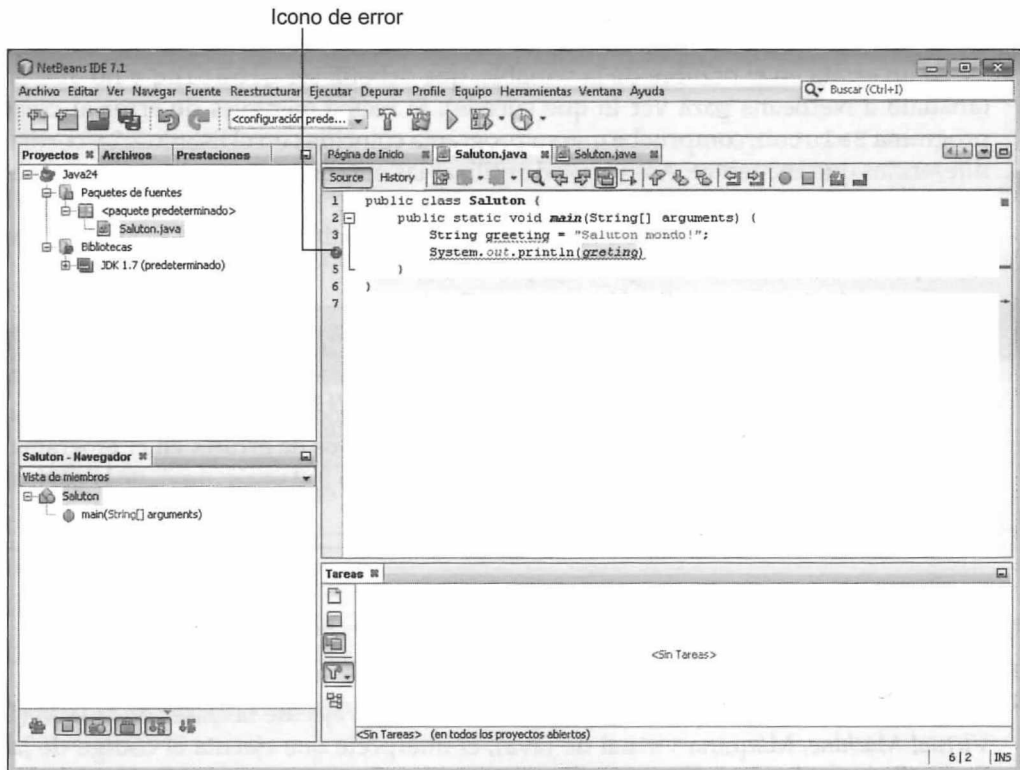 Icono de error
NetBeans IDE 7.1
Archivo Editar Ver Navegar Fuente Reestructurar Ejecutar Depurar Profile Equipo Herramientas Ventana Ayuda
Buscar (Ctrl+I)
<configuración prede...
Proyectos Archivos Prestaciones
Java24
Paquetes de fuentes
<paquete predeterminado>
Saluton.java
Bibliotecas
JDK 1.7 (predeterminado)
Página de Inicio Saluton.java Saluton.java
Source History
1 public class Saluton {
2 public static void main(String[] arguments) {
3 String greeting = "Saluton mondo!";
System.out.println(greting)
5 }
6 }
7
Saluton - Navegador
Vista de miembros
Saluton
main(String[] arguments)
Tareas
<Sin Tareas>
<Sin Tareas> (en todos los proyectos abiertos)
6 | 2 INS